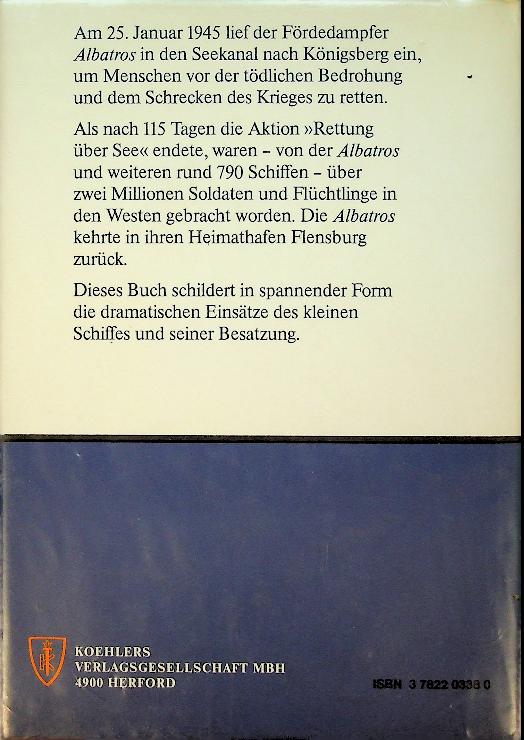 Am 25. Januar 1945 lief der Fördedampfer
Albatros in den Seekanal nach Königsberg ein,
um Menschen vor der tödlichen Bedrohung
und dem Schrecken des Krieges zu retten.
Als nach 115 Tagen die Aktion »Rettung
über See« endete, waren – von der Albatros
und weiteren rund 790 Schiffen – über
zwei Millionen Soldaten und Flüchtlinge in
den Westen gebracht worden. Die Albatros
kehrte in ihren Heimathafen Flensburg
zurück.
Dieses Buch schildert in spannender Form
die dramatischen Einsätze des kleinen
Schiffes und seiner Besatzung.
KOEHLERS
VERLAGSGESELLSCHAFT MBH
4900 HERFORD
ISBN 3 7822 0338 0